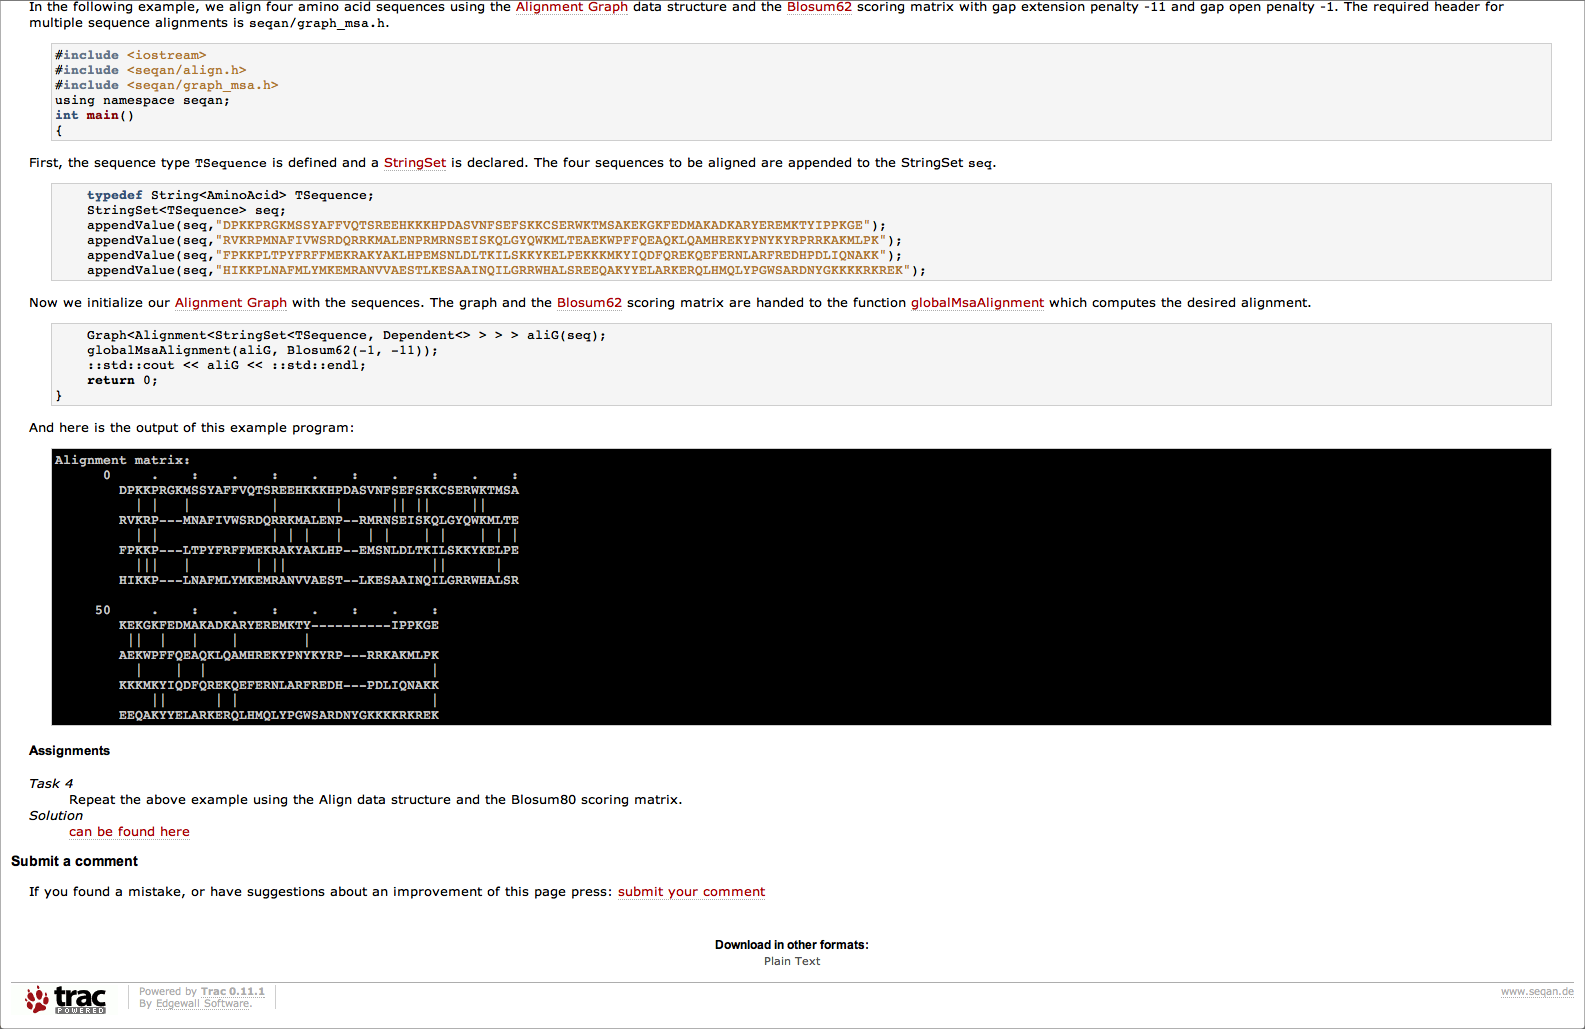 In the following example, we align four amino acid sequences using the Alignment Graph data structure and the Blosum62 scoring matrix with gap extension penalty -11 and gap open penalty -1. The required header for
multiple sequence alignments is seqan/graph_msa.h.
#include <iostream>
#include <seqan/align.h>
#include <seqan/graph_msa.h>
using namespace seqan;
int main()
{
First, the sequence type TSequence is defined and a StringSet is declared. The four sequences to be aligned are appended to the StringSet seq.
typedef String<AminoAcid> TSequence;
StringSet<TSequence> seq;
appendValue(seq,"DPKKPRGKMSSYAFFVQTSREEHKKKHPDASVNFSEFSKKCSERWKTMSAKEKGKFEDMAKADKARYEREMKTYIPPKGE");
appendValue(seq,"RVKRPMNAFIVWSRDQRRKMALENPRMRNSEISKQLGYQWKMLTEAEKWPFFQEAQKLQAMHREKYPNYKYRPRRKAKMLPK");
appendValue(seq,"FPKKPLTPYFRFFMEKRAKYAKLHPEMSNLDLTKILSKKYKELPEKKKMKYIQDFQREKQEFERNLARFREDHPDLIQNAKK");
appendValue(seq,"HIKKPLNAFMLYMKEMRANVVAESTLKESAAINQILGRRWHALSREEQAKYYELARKERQLHMQLYPGWSARDNYGKKKKRKREK");
Now we initialize our Alignment Graph with the sequences. The graph and the Blosum62 scoring matrix are handed to the function globalMsaAlignment which computes the desired alignment.
Graph<Alignment<StringSet<TSequence, Dependent<> > > > aliG(seq);
globalMsaAlignment(aliG, Blosum62(-1, -11));
::std::cout << aliG << ::std::endl;
return 0;
}
And here is the output of this example program:
Alignment matrix:
0     .    :    .    :    .    :    .    :    .    :
DPKKPRGKMSSYAFFVQTSREEHKKKHPDASVNFSEFSKKCSERWKTMSA
  | |   |          |       |      || ||     ||
RVKRP---MNAFIVWSRDQRRKMALENP--RMRNSEISKQLGYQWKMLTE
  | |              | | |   |   | |    | |    | | |
FPKKP---LTPYFRFFMEKRAKYAKLHP--EMSNLDLTKILSKKYKELPE
  |||   |        | ||                  ||      |
HIKKP---LNAFMLYMKEMRANVVAEST--LKESAAINQILGRRWHALSR
50     .    :    .    :    .    :    .    :
KEKGKFEDMAKADKARYEREMKTY----------IPPKGE
 ||  |   |    |        |
AEKWPFFQEAQKLQAMHREKYPNYKYRP---RRKAKMLPK
  |    |  |                            |
KKKMKYIQDFQREKQEFERNLARFREDH---PDLIQNAKK
    ||      | |                        |
EEQAKYYELARKERQLHMQLYPGWSARDNYGKKKKRKREK
Assignments
Task 4
Repeat the above example using the Align data structure and the Blosum80 scoring matrix.
Solution
can be found here
Submit a comment
If you found a mistake, or have suggestions about an improvement of this page press: submit your comment
Download in other formats:
Plain Text
trac
POWERED
Powered by Trac 0.11.1
By Edgewall Software.
www.seqan.de